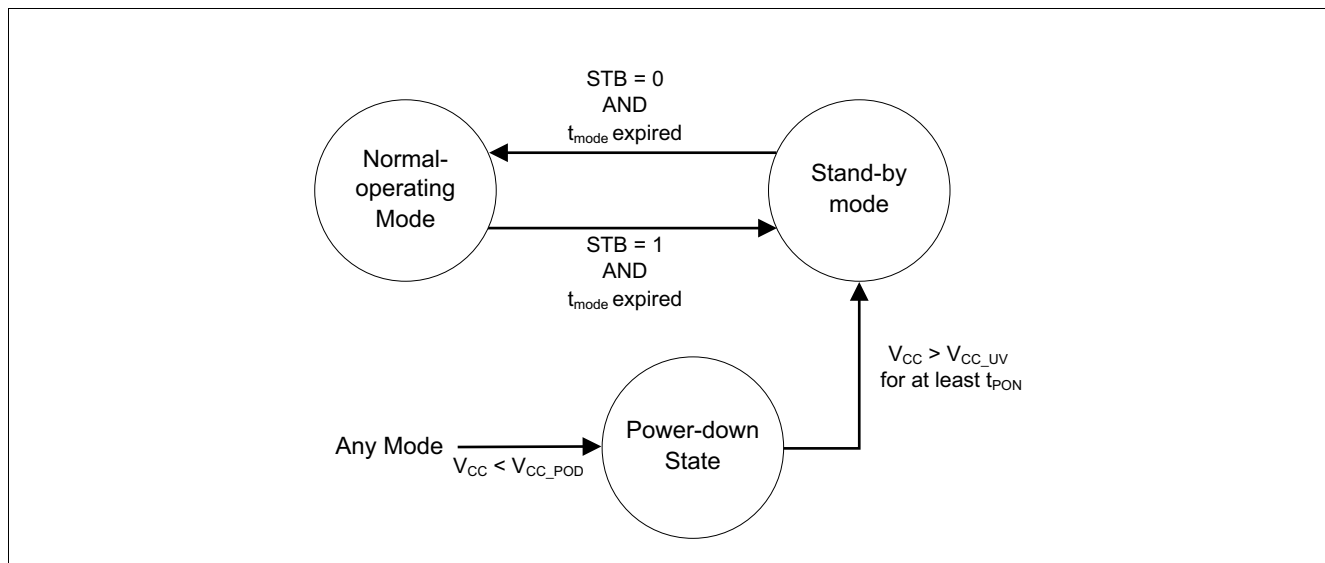 STB = 0
AND
tmode expired
Normal-
operating
Mode
Stand-by
mode
STB = 1
AND
tmode expired
VCC > VCC_UV
for at least tPON
Any Mode
VCC < VCC_POD
Power-down
State